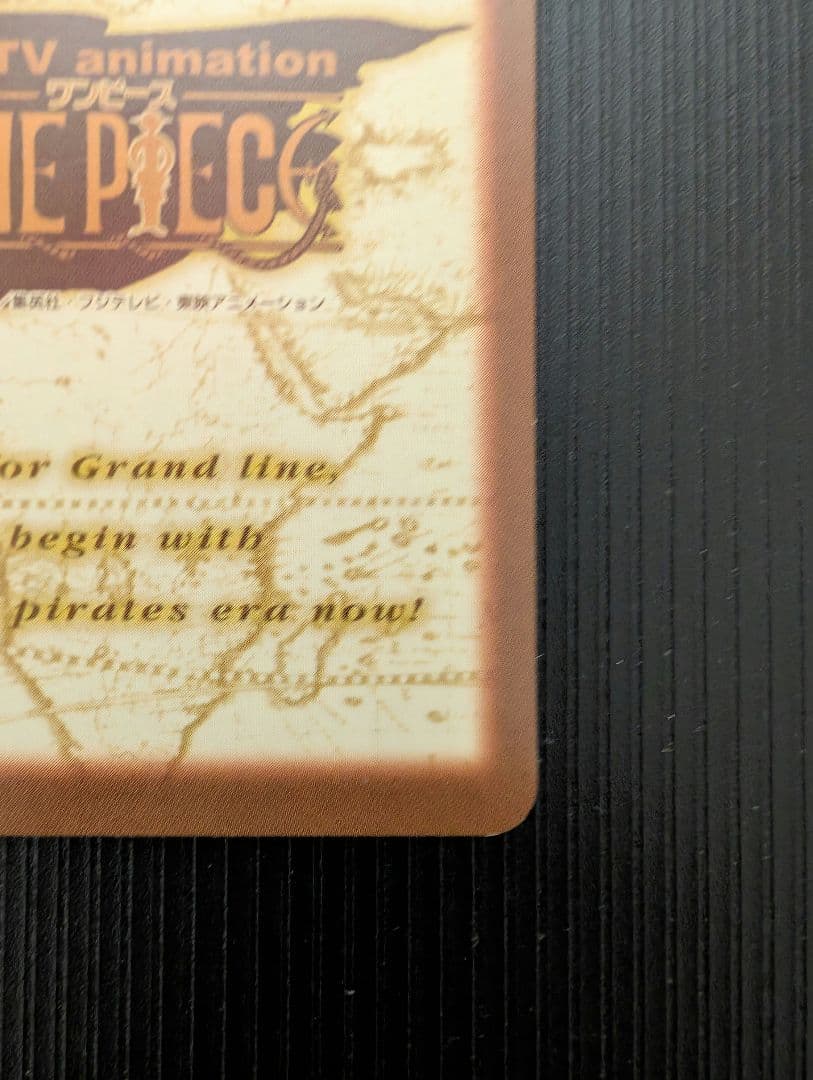 TV animation
ワンピース
NE PIECE
集英社・フジテレビ・東映アニメーション
for Grand line,
begin with
pirates era now!